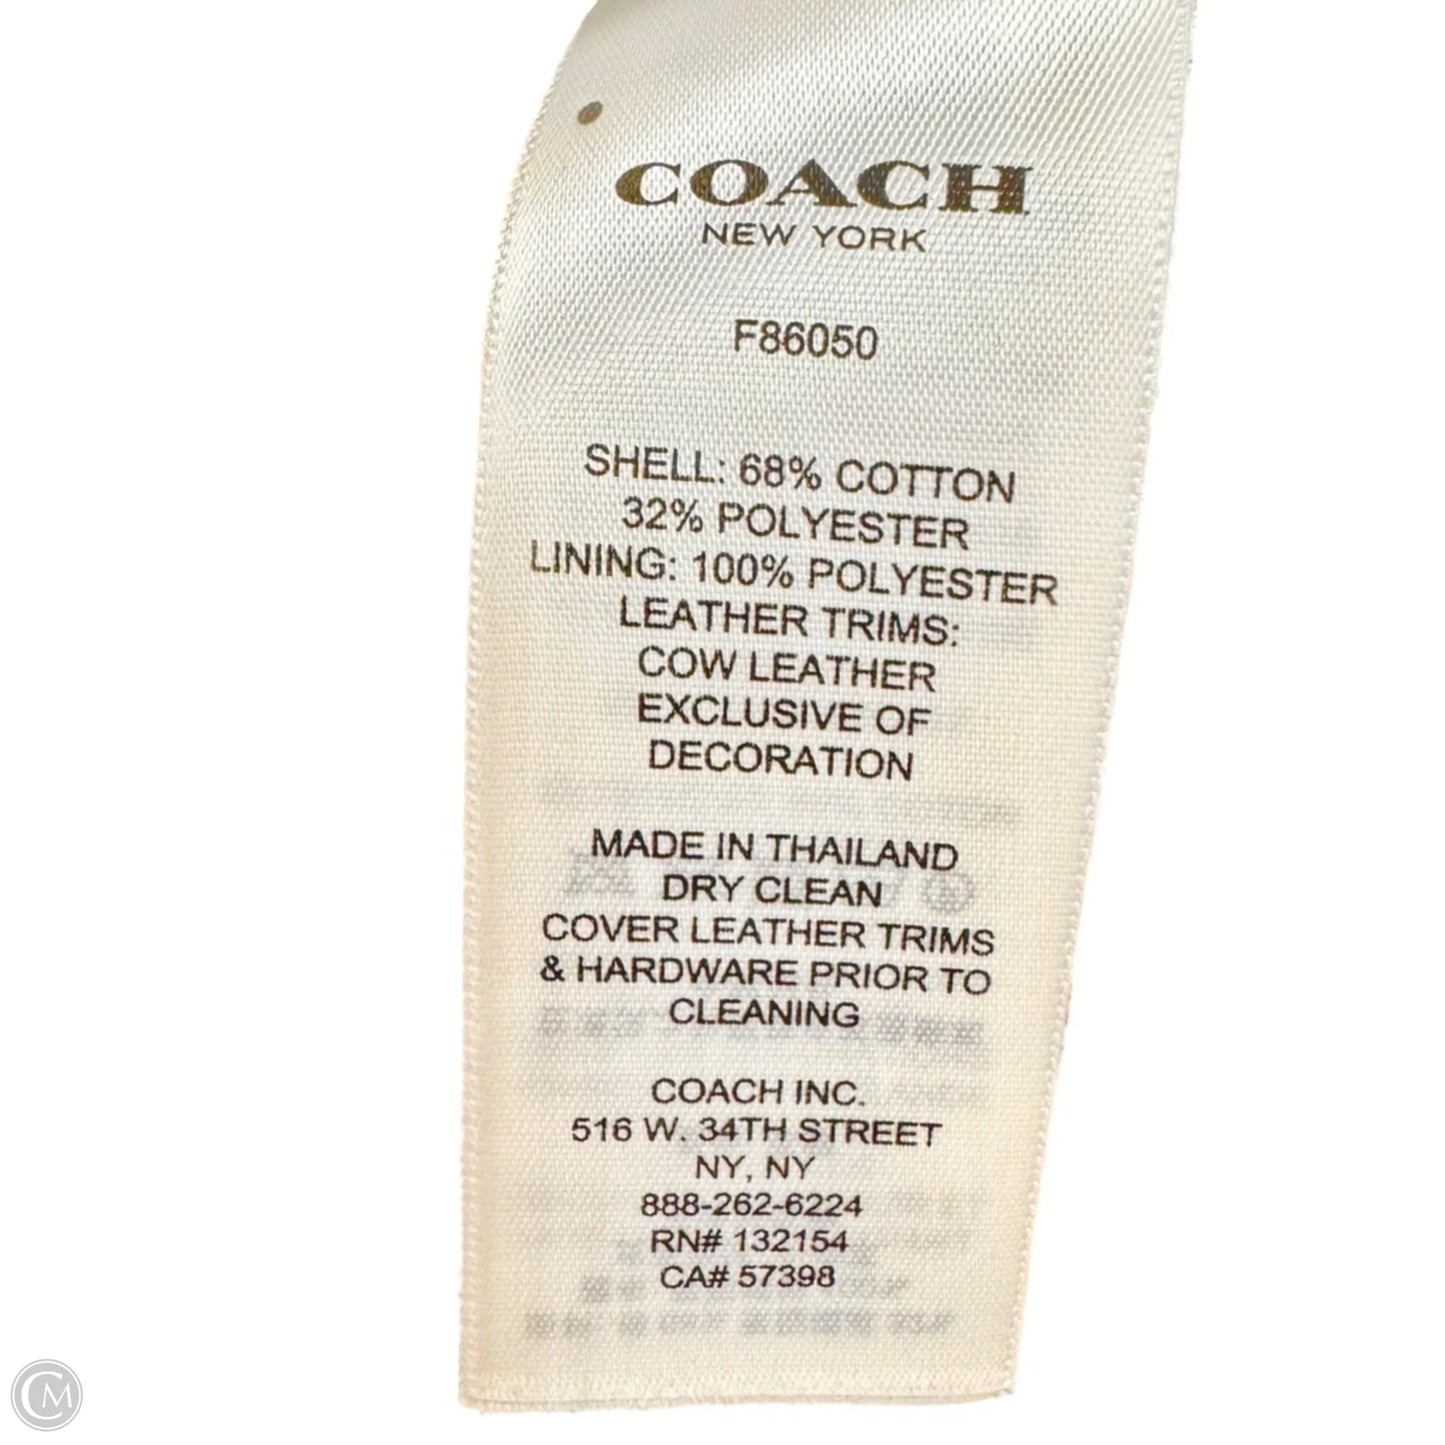 COACH
NEW YORK
F86050
SHELL: 68% COTTON
32% POLYESTER
LINING: 100% POLYESTER
LEATHER TRIMS:
COW LEATHER
EXCLUSIVE OF
DECORATION
MADE IN THAILAND
DRY CLEAN
COVER LEATHER TRIMS
& HARDWARE PRIOR TO
CLEANING
COACH INC.
516 W. 34TH STREET
NY, NY
888-262-6224
RN# 132154
CA# 57398
CM